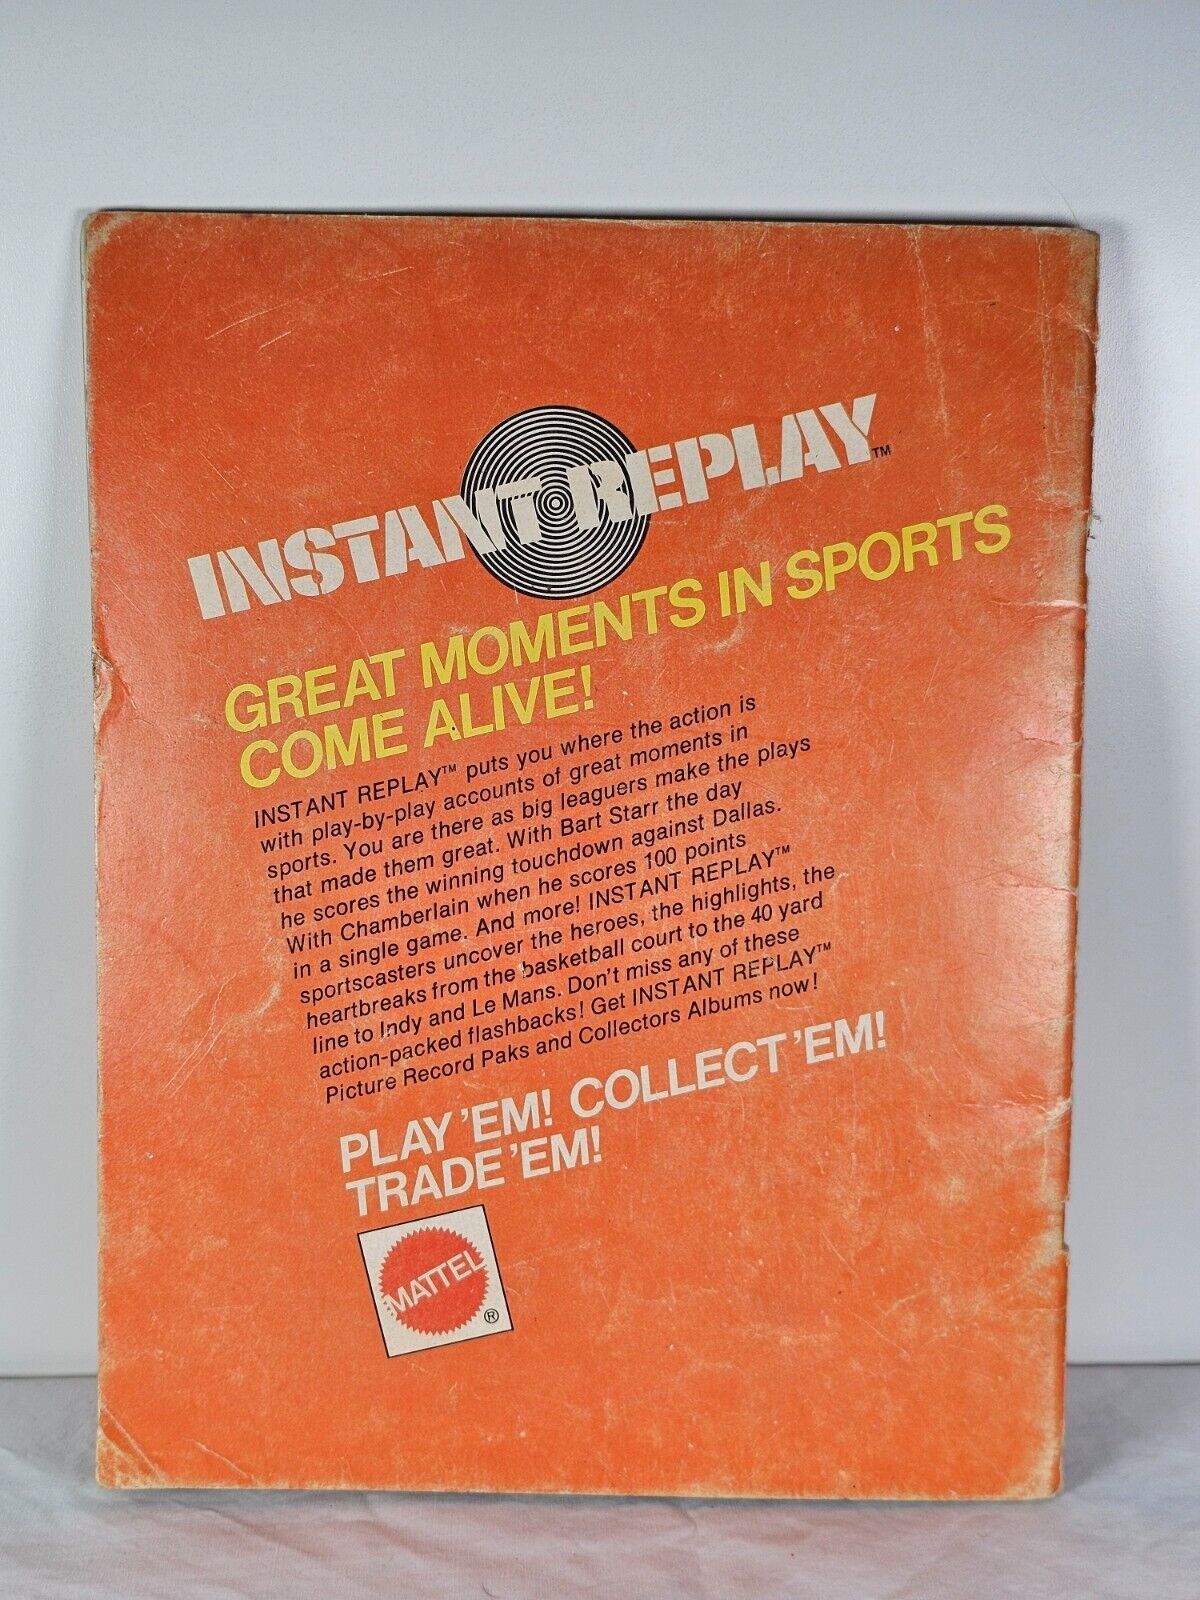 INSTANT REPLAY™
GREAT MOMENTS IN SPORTS
COME ALIVE!
INSTANT REPLAY™ puts you where the action is
with play-by-play accounts of great moments in
sports. You are there as big leaguers make the plays
that made them great. With Bart Starr the day
he scores the winning touchdown against Dallas.
With Chamberlain when he scores 100 points
in a single game. And more! INSTANT REPLAY™
sportscasters uncover the heroes, the highlights, the
heartbreaks from the basketball court to the 40 yard
line to Indy and Le Mans. Don't miss any of these
action-packed flashbacks! Get INSTANT REPLAY™
Picture Record Paks and Collectors Albums now!
PLAY 'EM! COLLECT 'EM!
TRADE 'EM!
MATTEL
®